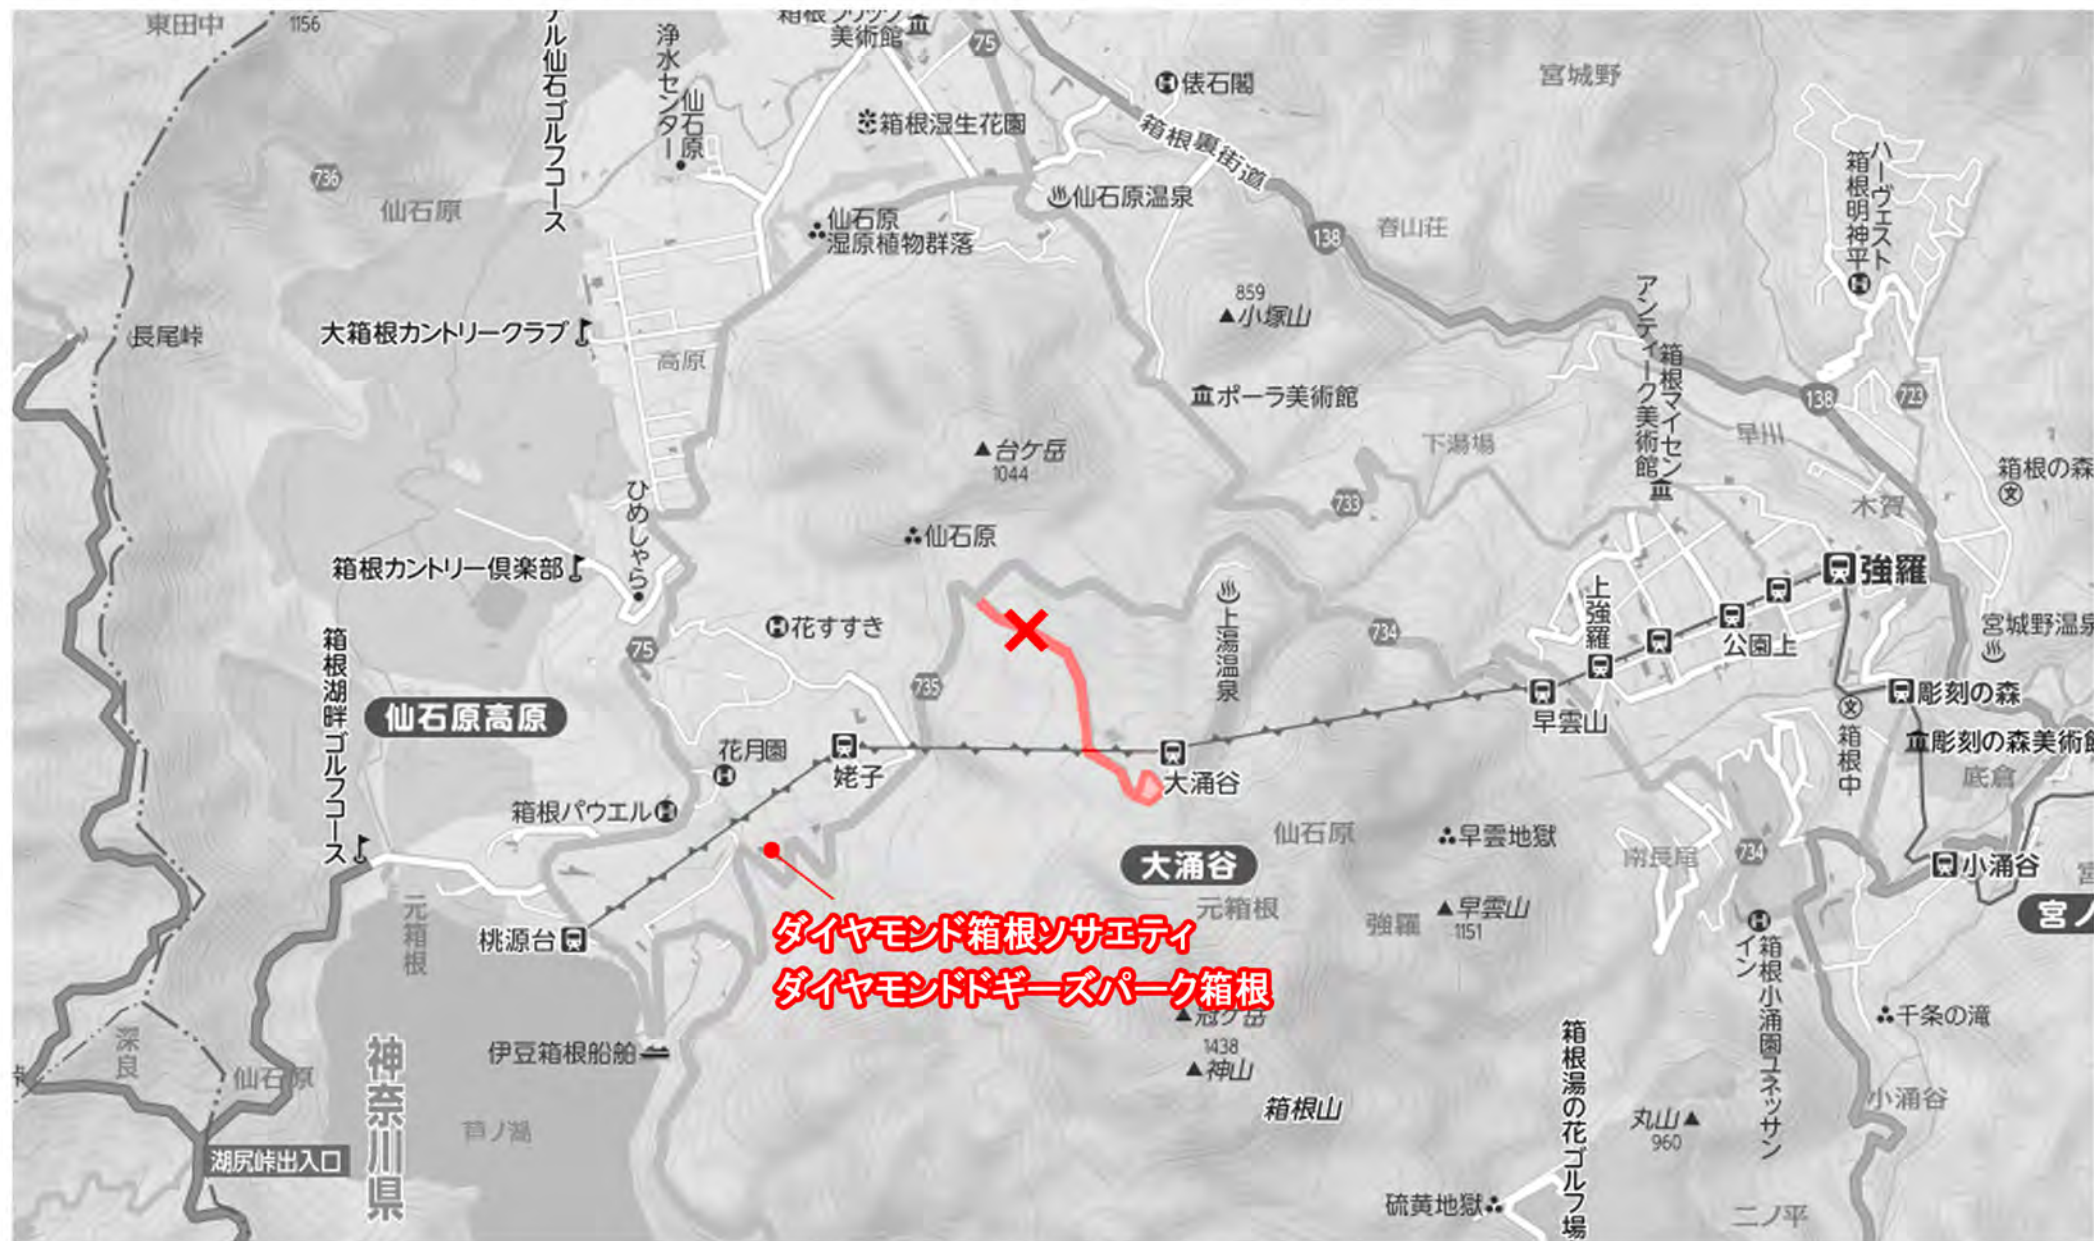 東田中
1156
箱根ラリック
美術館
75
浄水センター
仙石原
俵石閣
宮城野
箱根湿生花園
箱根裏街道
736
仙石原
仙石原温泉
仙石原
湿原植物群落
138
春山荘
ハーヴェスト
箱根明神平
859
小塚山
アンティーク美術館
箱根マイセン
長尾峠
大箱根カントリークラブ
高原
ポーラ美術館
138
723
台ケ岳
1044
下湯場
早川
箱根の森
文
ひめしゃら
733
木賀
仙石原
箱根カントリー倶楽部
強羅
上湯温泉
上強羅
花すすき
734
公園上
宮城野温泉
箱根湖畔ゴルフコース
75
735
仙石原高原
早雲山
彫刻の森
文
箱根中
彫刻の森美術館
花月園
姥子
大涌谷
底倉
箱根パウエル
仙石原
早雲地獄
南長尾
734
小涌谷
大涌谷
元箱根
元箱根
強羅
早雲山
1151
宮ノ
桃源台
ダイヤモンド箱根ソサエティ
ダイヤモンドドギーズパーク箱根
冠ケ岳
箱根小涌園ユネッサン
イン
千条の滝
深良
仙石原
神奈川県
伊豆箱根船舶
1438
神山
箱根山
箱根湯の花ゴルフ場
丸山
960
小涌谷
芦ノ湖
湖尻峠出入口
硫黄地獄
二ノ平